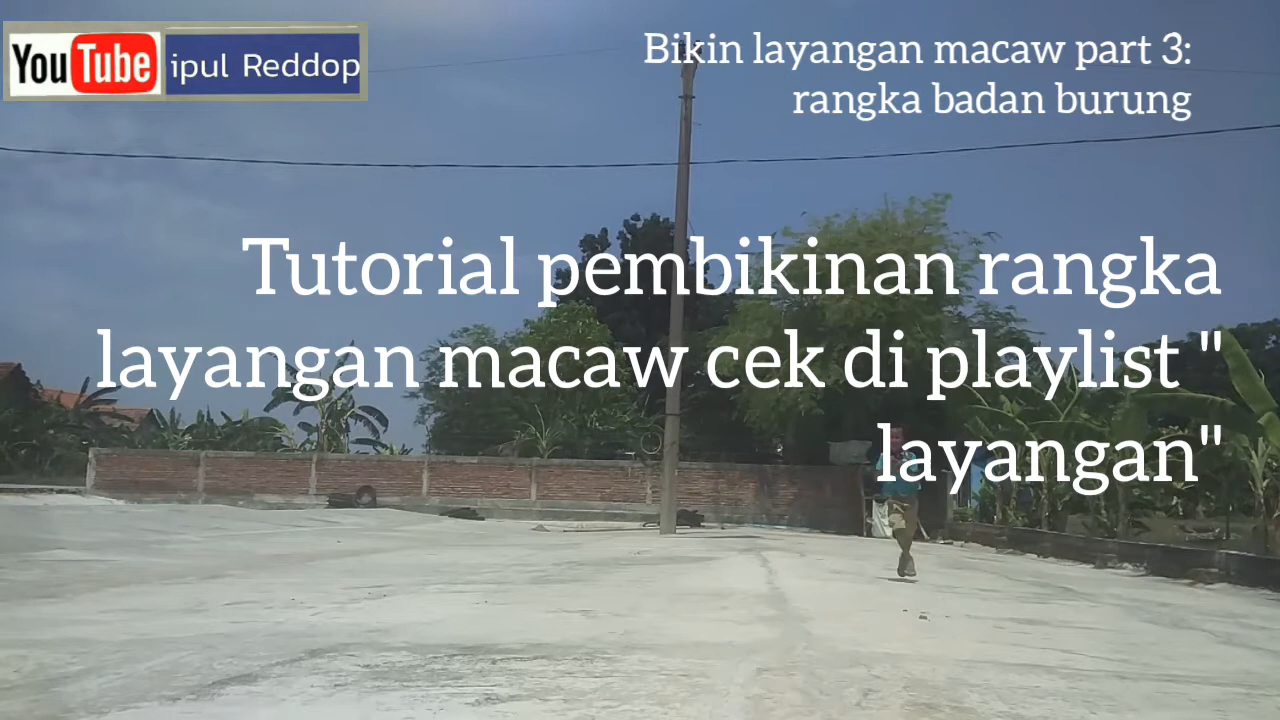 YouTube ipul Reddop
Bikin layangan macaw part 3:
rangka badan burung
Tutorial pembikinan rangka
layangan macaw cek di playlist "
layangan"